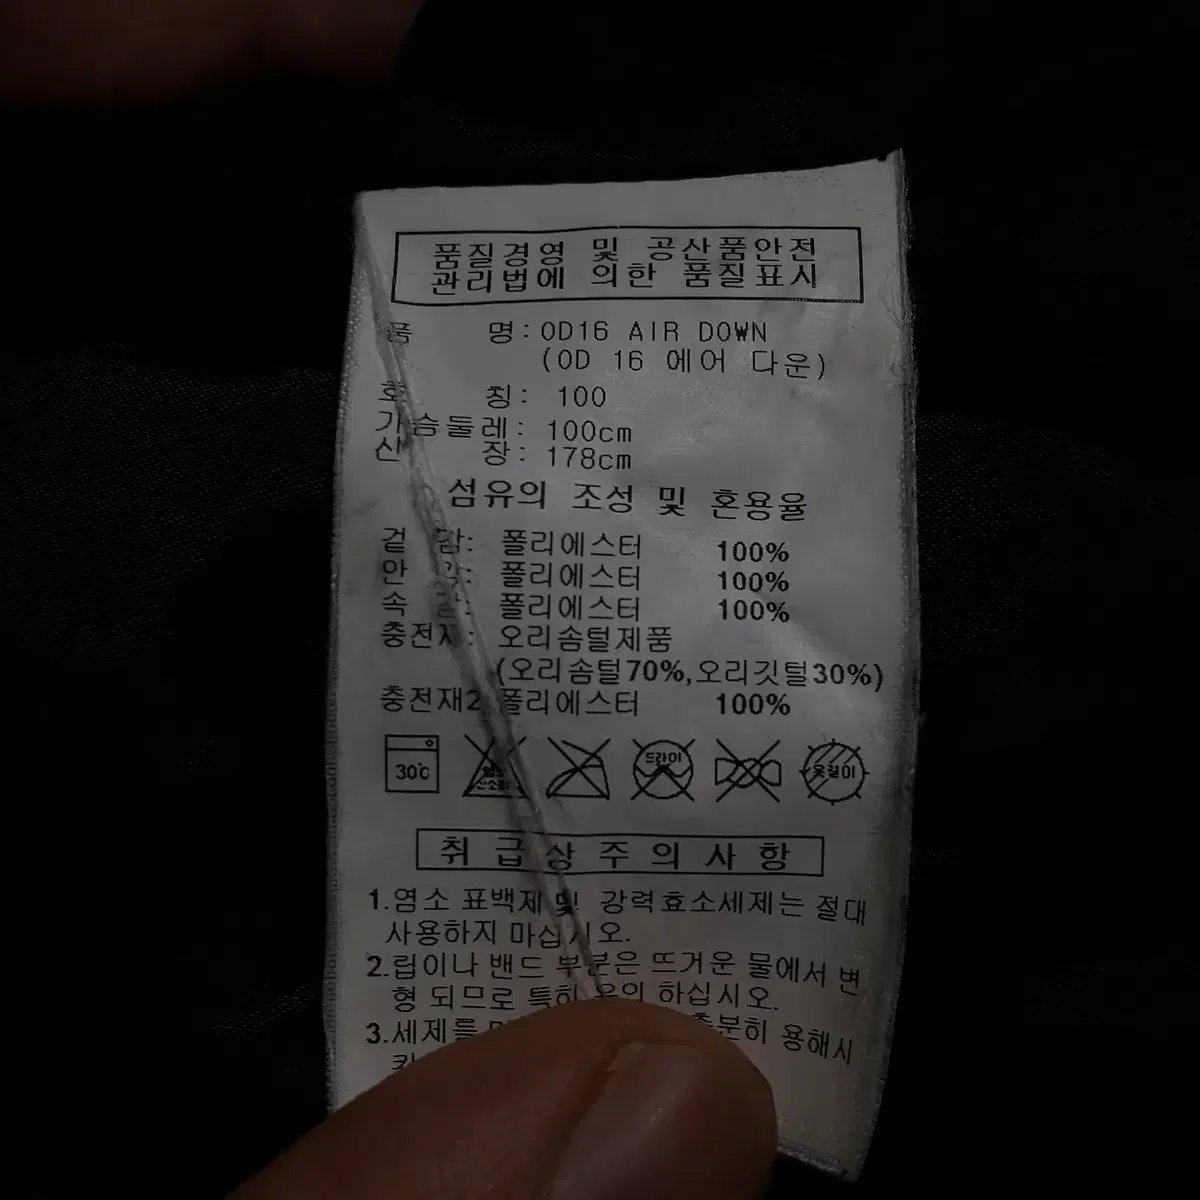 품질경영 및 공산품안전
관리법에 의한 품질표시
품 명: OD16 AIR DOWN
(OD 16 에어 다운)
호 칭: 100
가슴둘레: 100cm
신 장: 178cm
섬유의 조성 및 혼용율
겉 감: 폴리에스터 100%
안 감: 폴리에스터 100%
속 감: 폴리에스터 100%
충전재: 오리솜털제품
(오리솜털70%,오리깃털30%)
충전재2 폴리에스터 100%
30℃ 염소 산소표백 드라이 옷걸이
취급상주의사항
1.염소 표백제 및 강력효소세제는 절대
사용하지 마십시오.
2.립이나 밴드 부분은 뜨거운 물에서 변
형 되므로 특히 유의 하십시오.
3.세제를 충분히 용해시